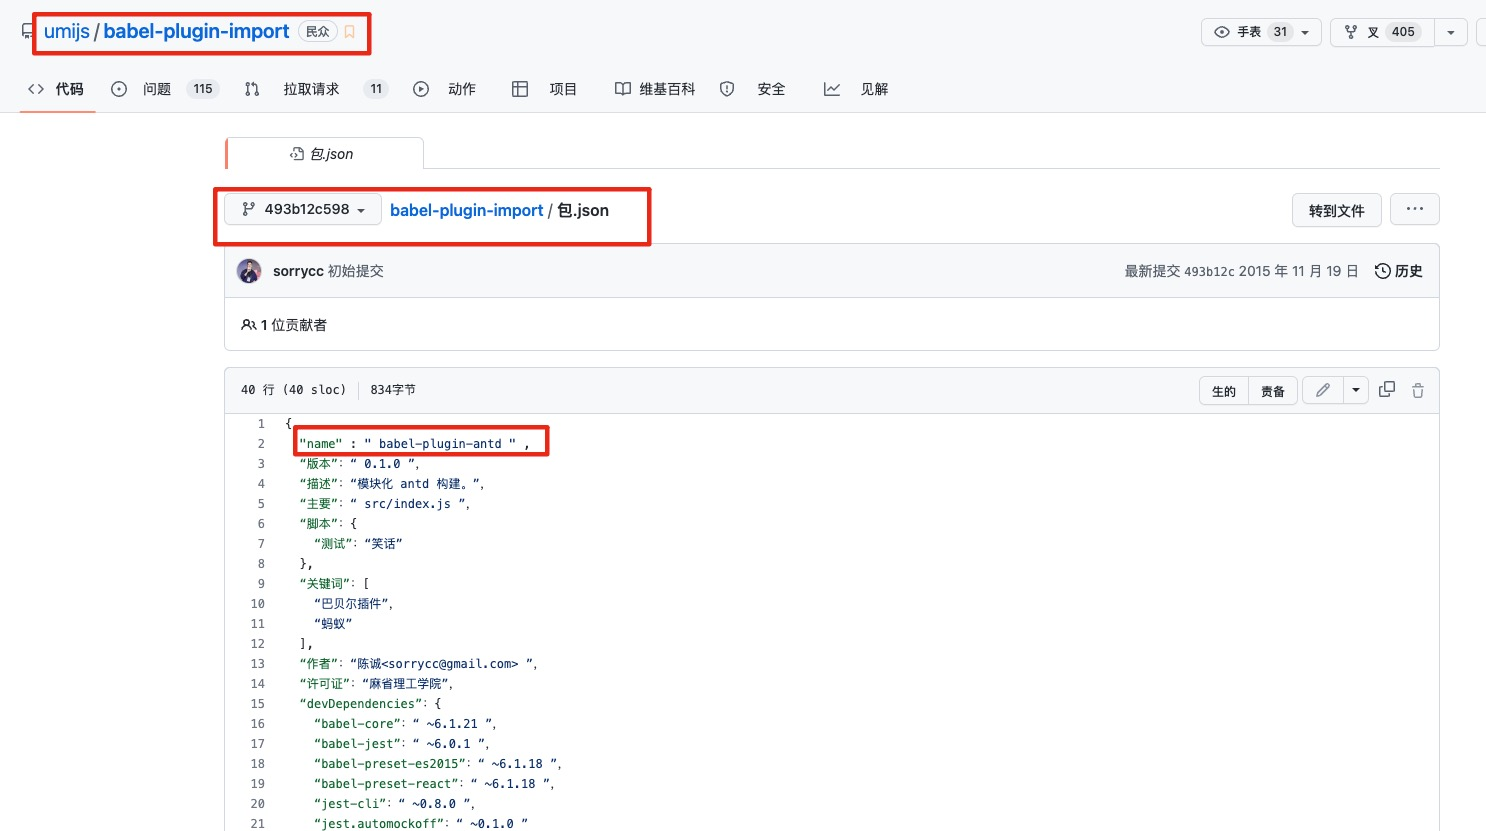 umijs / babel-plugin-import 民众 手表 31 叉 405
代码 问题 115 拉取请求 11 动作 项目 维基百科 安全 见解
包.json
493b12c598 babel-plugin-import / 包.json 转到文件 ···
sorrycc 初始提交 最新提交 493b12c 2015 年 11 月 19 日 历史
1 位贡献者
40 行 (40 sloc) 834字节 生的 责备
1 {
2 "name" : " babel-plugin-antd " ,
3 “版本”: “ 0.1.0 ”,
4 “描述”: “模块化 antd 构建。”,
5 “主要”: “ src/index.js ”,
6 “脚本”: {
7 “测试”: “笑话”
8 },
9 “关键词”: [
10 “巴贝尔插件”,
11 “蚂蚁”
12 ],
13 “作者”: “陈诚<sorrycc@gmail.com> ”,
14 “许可证”: “麻省理工学院”,
15 “devDependencies”: {
16 “babel-core”: “ ~6.1.21 ”,
17 “babel-jest”: “ ~6.0.1 ”,
18 “babel-preset-es2015”: “ ~6.1.18 ”,
19 “babel-preset-react”: “ ~6.1.18 ”,
20 “jest-cli”: “ ~0.8.0 ”,
21 “jest.automockoff”: “ ~0.1.0 ”